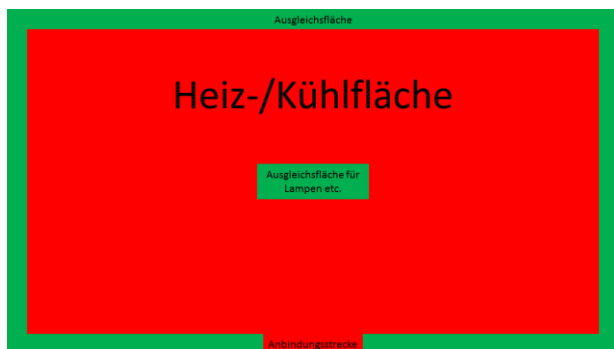 Ausgleichsfläche
Heiz-/Kühlfläche
Ausgleichsfläche für
Lampen etc.
Anbindungsstrecke